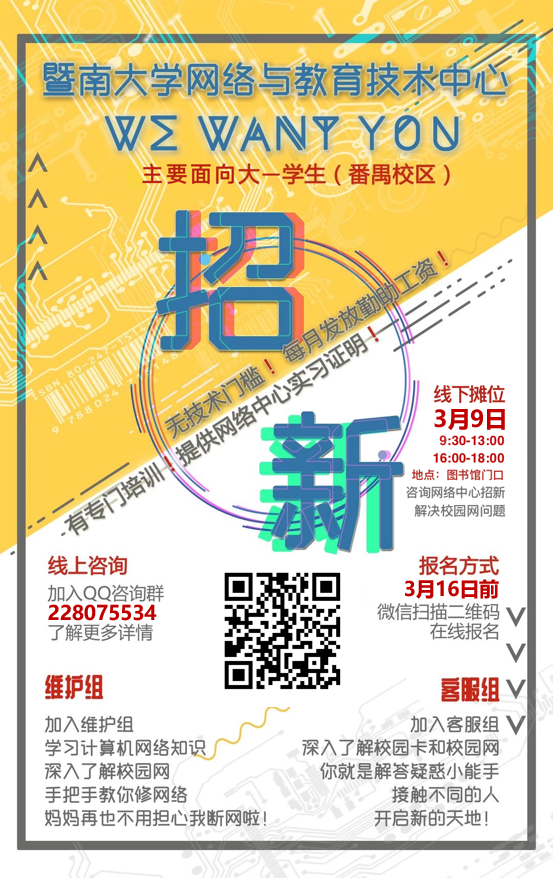 暨南大学网络与教育技术中心
WE WANT YOU
主要面向大一学生（番禺校区）
招
新
无技术门槛！每月发放勤助工资！
有专门培训！提供网络中心实习证明！
线下摊位
3月9日
9:30-13:00
16:00-18:00
地点：图书馆门口
咨询网络中心招新
解决校园网问题
线上咨询
加入QQ咨询群
228075534
了解更多详情
报名方式
3月16日前
微信扫描二维码
在线报名
维护组
加入维护组
学习计算机网络知识
深入了解校园网
手把手教你修网络
妈妈再也不用担心我断网啦！
客服组
加入客服组
深入了解校园卡和校园网
你就是解答疑惑小能手
接触不同的人
开启新的天地！